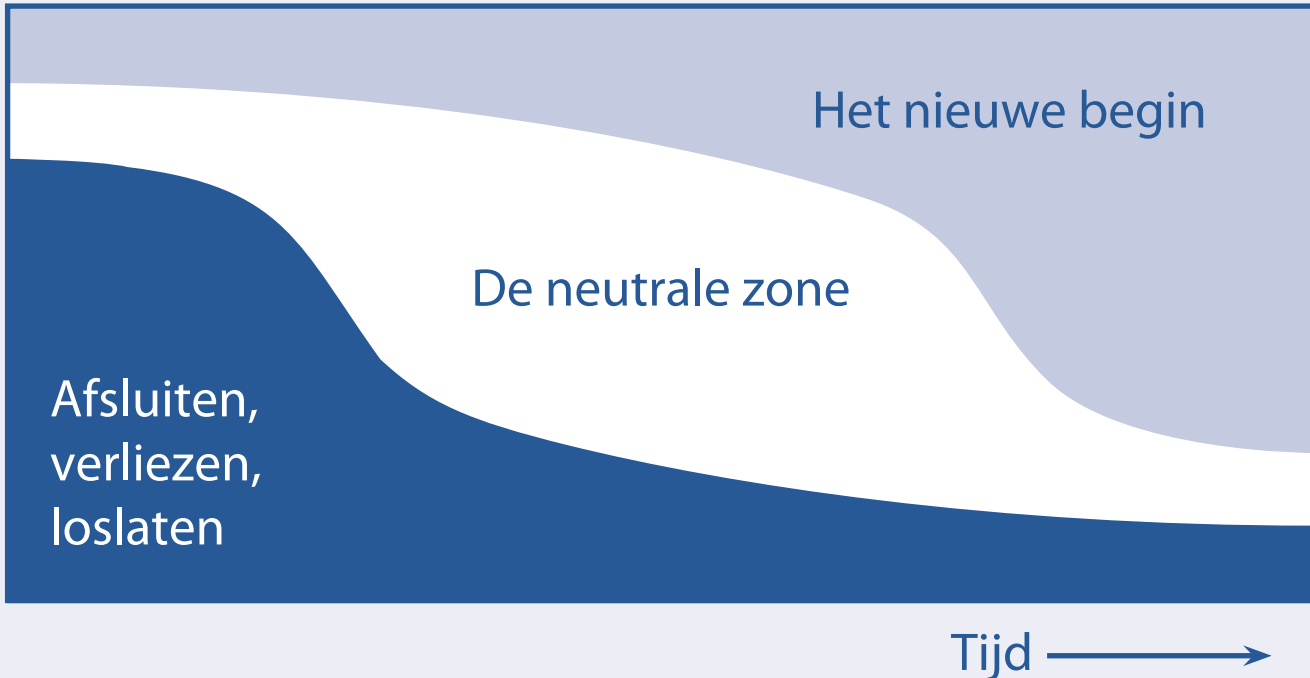 Het nieuwe begin
De neutrale zone
Afsluiten,
verliezen,
loslaten
Tijd